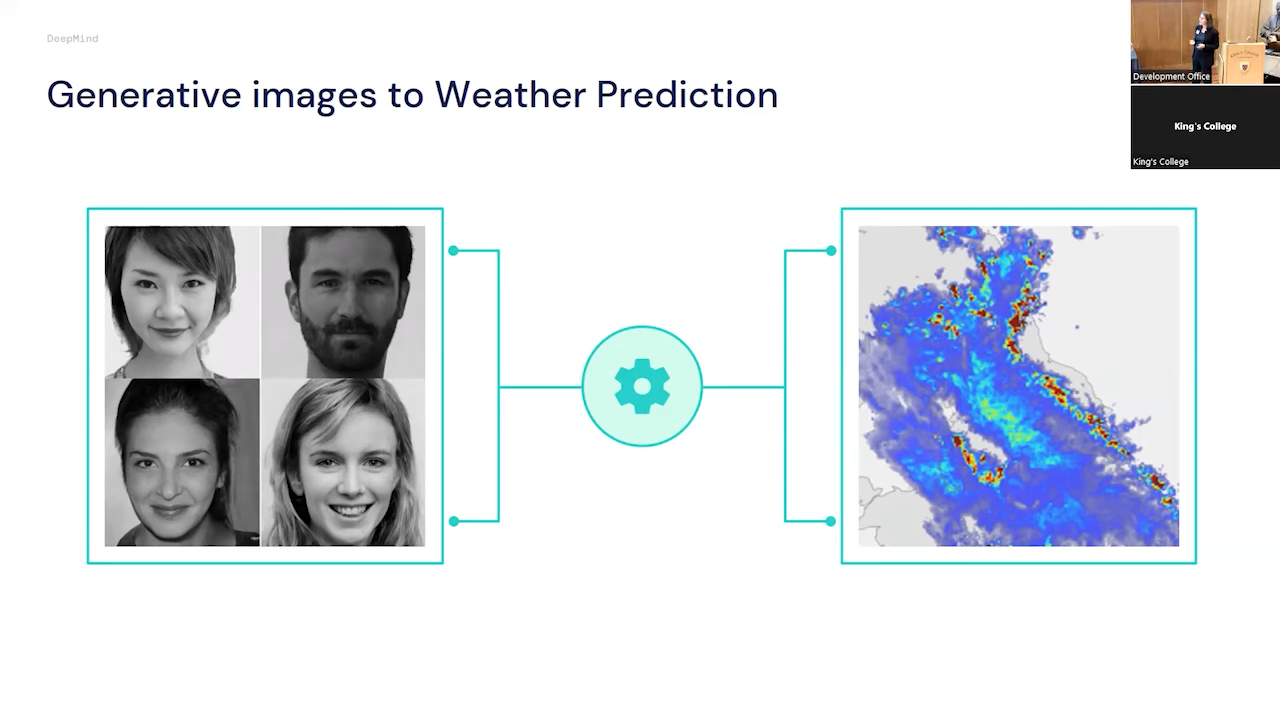 DeepMind
Generative images to Weather Prediction
Development Office
King's College
King's College